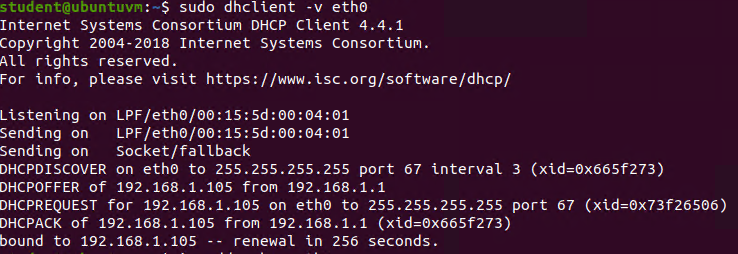 student@ubuntuvm:~$ sudo dhclient -v eth0
Internet Systems Consortium DHCP Client 4.4.1
Copyright 2004-2018 Internet Systems Consortium.
All rights reserved.
For info, please visit https://www.isc.org/software/dhcp/

Listening on LPF/eth0/00:15:5d:00:04:01
Sending on   LPF/eth0/00:15:5d:00:04:01
Sending on   Socket/fallback
DHCPDISCOVER on eth0 to 255.255.255.255 port 67 interval 3 (xid=0x665f273)
DHCPOFFER of 192.168.1.105 from 192.168.1.1
DHCPREQUEST for 192.168.1.105 on eth0 to 255.255.255.255 port 67 (xid=0x73f26506)
DHCPACK of 192.168.1.105 from 192.168.1.1 (xid=0x665f273)
bound to 192.168.1.105 -- renewal in 256 seconds.